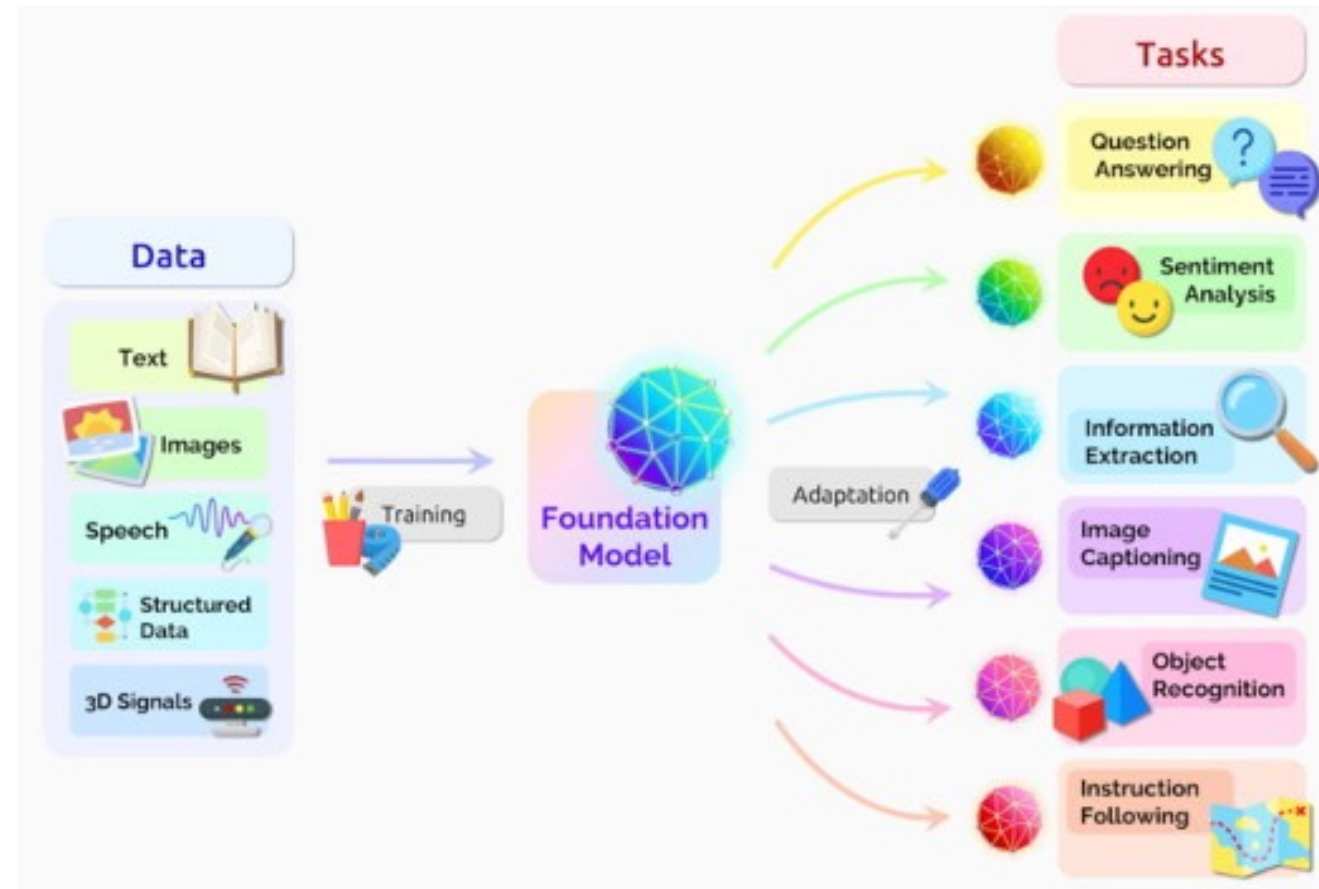 Data
Text
Images
Speech
Structured
Data
3D Signals
Training
Foundation
Model
Adaptation
Tasks
Question
Answering
?
Sentiment
Analysis
Information
Extraction
Image
Captioning
Object
Recognition
Instruction
Following